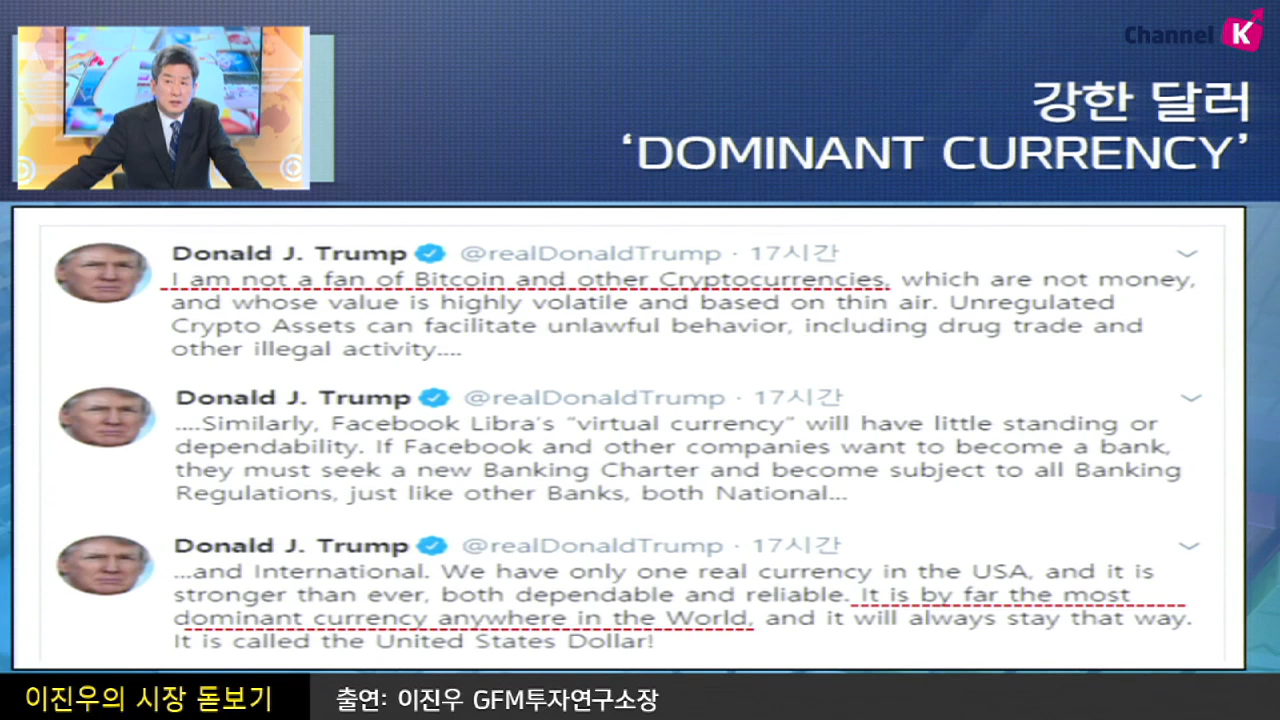 Channel K
강한 달러
‘DOMINANT CURRENCY’
Donald J. Trump @realDonaldTrump · 17시간
I am not a fan of Bitcoin and other Cryptocurrencies, which are not money,
and whose value is highly volatile and based on thin air. Unregulated
Crypto Assets can facilitate unlawful behavior, including drug trade and
other illegal activity....
Donald J. Trump @realDonaldTrump · 17시간
....Similarly, Facebook Libra's “virtual currency” will have little standing or
dependability. If Facebook and other companies want to become a bank,
they must seek a new Banking Charter and become subject to all Banking
Regulations, just like other Banks, both National...
Donald J. Trump @realDonaldTrump · 17시간
...and International. We have only one real currency in the USA, and it is
stronger than ever, both dependable and reliable. It is by far the most
dominant currency anywhere in the World, and it will always stay that way.
It is called the United States Dollar!
이진우의 시장 돋보기
출연: 이진우 GFM투자연구소장